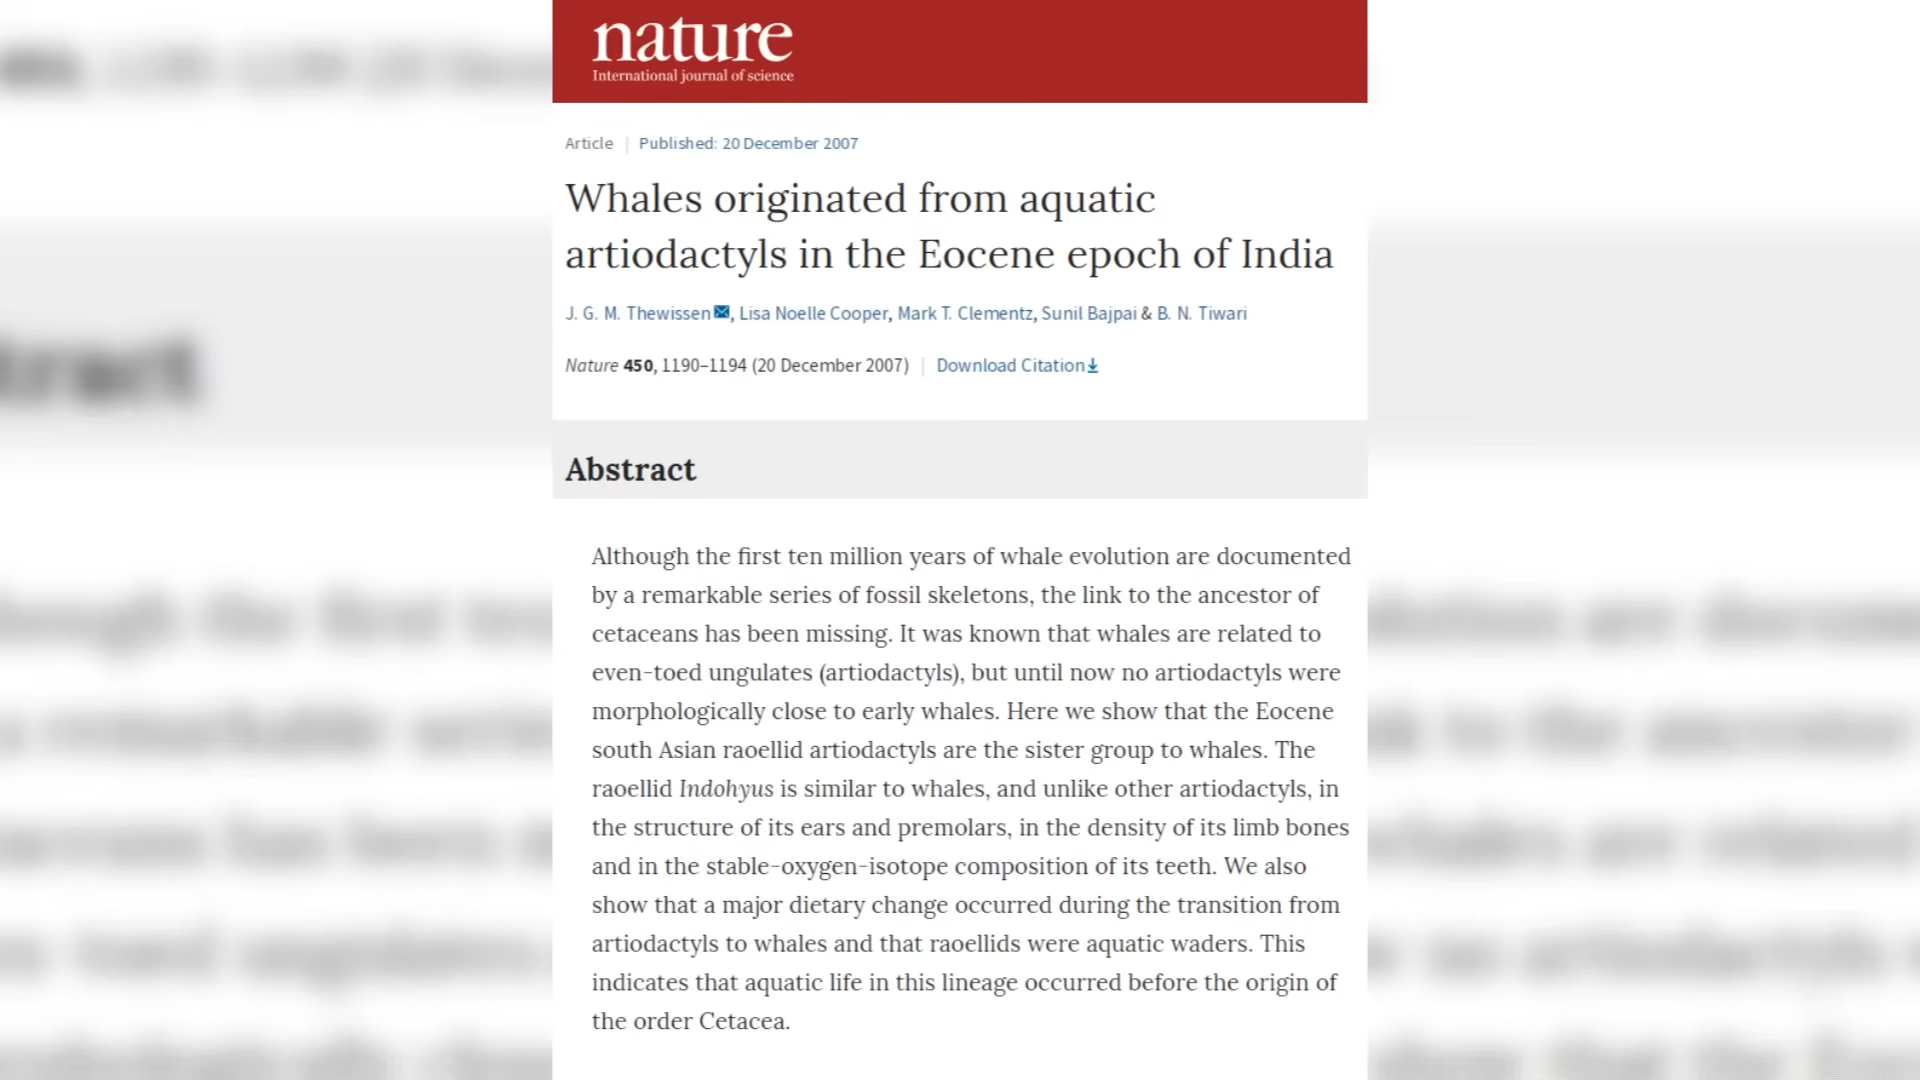 nature
International journal of science
Article | Published: 20 December 2007
Whales originated from aquatic
artiodactyls in the Eocene epoch of India
J. G. M. Thewissen, Lisa Noelle Cooper, Mark T. Clementz, Sunil Bajpai & B. N. Tiwari
Nature 450, 1190–1194 (20 December 2007) | Download Citation
Abstract
Although the first ten million years of whale evolution are documented
by a remarkable series of fossil skeletons, the link to the ancestor of
cetaceans has been missing. It was known that whales are related to
even-toed ungulates (artiodactyls), but until now no artiodactyls were
morphologically close to early whales. Here we show that the Eocene
south Asian raoellid artiodactyls are the sister group to whales. The
raoellid Indohyus is similar to whales, and unlike other artiodactyls, in
the structure of its ears and premolars, in the density of its limb bones
and in the stable-oxygen-isotope composition of its teeth. We also
show that a major dietary change occurred during the transition from
artiodactyls to whales and that raoellids were aquatic waders. This
indicates that aquatic life in this lineage occurred before the origin of
the order Cetacea.